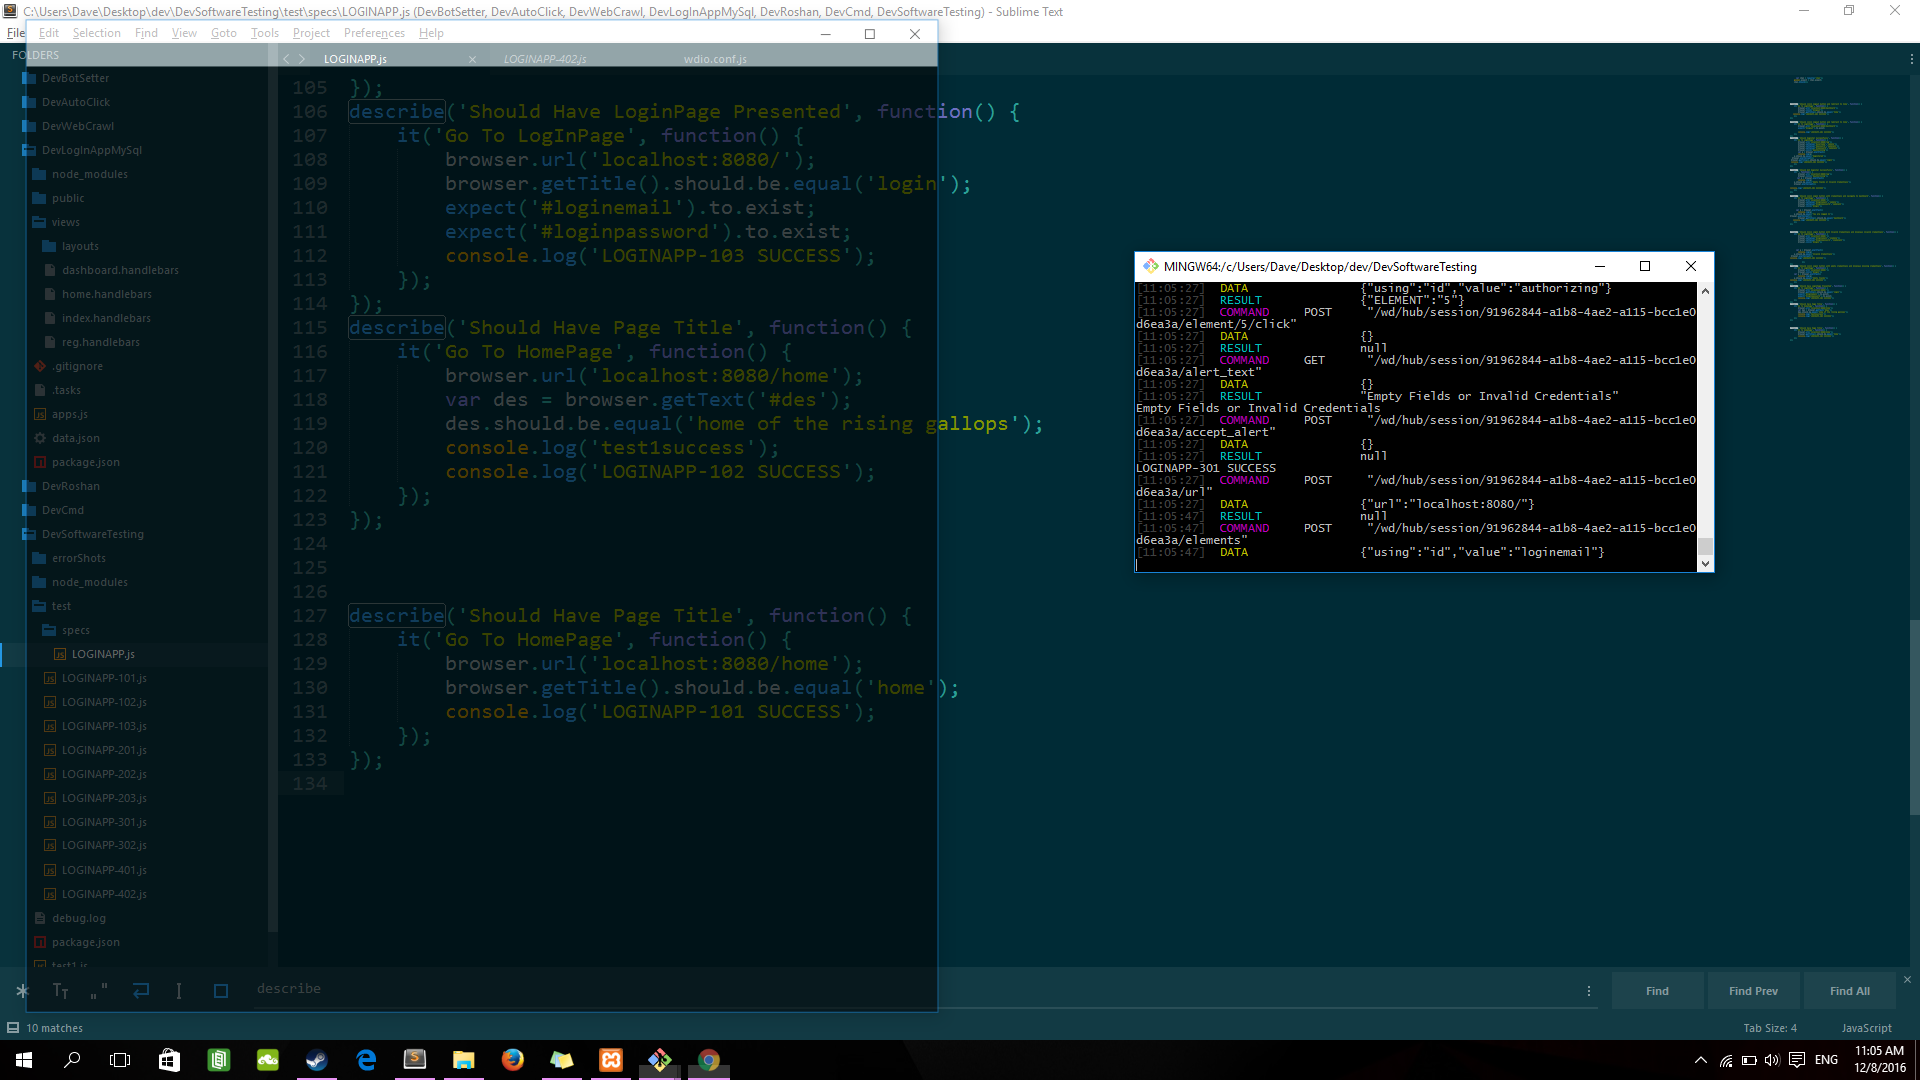 C:\Users\Dave\Desktop\dev\DevSoftwareTesting\test\specs\LOGINAPP.js (DevBotSetter, DevAutoClick, DevWebCrawl, DevLogInAppMySql, DevRoshan, DevCmd, DevSoftwareTesting) - Sublime Text
File Edit Selection Find View Goto Tools Project Preferences Help
FOLDERS
DevBotSetter
DevAutoClick
DevWebCrawl
DevLogInAppMySql
node_modules
public
views
layouts
dashboard.handlebars
home.handlebars
index.handlebars
reg.handlebars
.gitignore
.tasks
apps.js
data.json
package.json
DevRoshan
DevCmd
DevSoftwareTesting
errorShots
node_modules
test
specs
LOGINAPP.js
LOGINAPP-101.js
LOGINAPP-102.js
LOGINAPP-103.js
LOGINAPP-201.js
LOGINAPP-202.js
LOGINAPP-203.js
LOGINAPP-301.js
LOGINAPP-302.js
LOGINAPP-401.js
LOGINAPP-402.js
debug.log
package.json
test1.js
LOGINAPP.js LOGINAPP-402.js wdio.conf.js
105 });
106 describe('Should Have LoginPage Presented', function() {
107 it('Go To LogInPage', function() {
108 browser.url('localhost:8080/');
109 browser.getTitle().should.be.equal('login');
110 expect('#loginemail').to.exist;
111 expect('#loginpassword').to.exist;
112 console.log('LOGINAPP-103 SUCCESS');
113 });
114 });
115 describe('Should Have Page Title', function() {
116 it('Go To HomePage', function() {
117 browser.url('localhost:8080/home');
118 var des = browser.getText('#des');
119 des.should.be.equal('home of the rising gallops');
120 console.log('test1success');
121 console.log('LOGINAPP-102 SUCCESS');
122 });
123 });
124
125
126
127 describe('Should Have Page Title', function() {
128 it('Go To HomePage', function() {
129 browser.url('localhost:8080/home');
130 browser.getTitle().should.be.equal('home');
131 console.log('LOGINAPP-101 SUCCESS');
132 });
133 });
134
MINGW64:/c/Users/Dave/Desktop/dev/DevSoftwareTesting
[11:05:27] DATA {"using":"id","value":"authorizing"}
[11:05:27] RESULT {"ELEMENT":"5"}
[11:05:27] COMMAND POST "/wd/hub/session/91962844-a1b8-4ae2-a115-bcc1e0
d6ea3a/element/5/click"
[11:05:27] DATA {}
[11:05:27] RESULT null
[11:05:27] COMMAND GET "/wd/hub/session/91962844-a1b8-4ae2-a115-bcc1e0
d6ea3a/alert_text"
[11:05:27] DATA {}
[11:05:27] RESULT "Empty Fields or Invalid Credentials"
Empty Fields or Invalid Credentials
[11:05:27] COMMAND POST "/wd/hub/session/91962844-a1b8-4ae2-a115-bcc1e0
d6ea3a/accept_alert"
[11:05:27] DATA {}
[11:05:27] RESULT null
LOGINAPP-301 SUCCESS
[11:05:27] COMMAND POST "/wd/hub/session/91962844-a1b8-4ae2-a115-bcc1e0
d6ea3a/url"
[11:05:27] DATA {"url":"localhost:8080/"}
[11:05:47] RESULT null
[11:05:47] COMMAND POST "/wd/hub/session/91962844-a1b8-4ae2-a115-bcc1e0
d6ea3a/elements"
[11:05:47] DATA {"using":"id","value":"loginemail"}
describe
Find Find Prev Find All
10 matches
Tab Size: 4 JavaScript
ENG
11:05 AM
12/8/2016